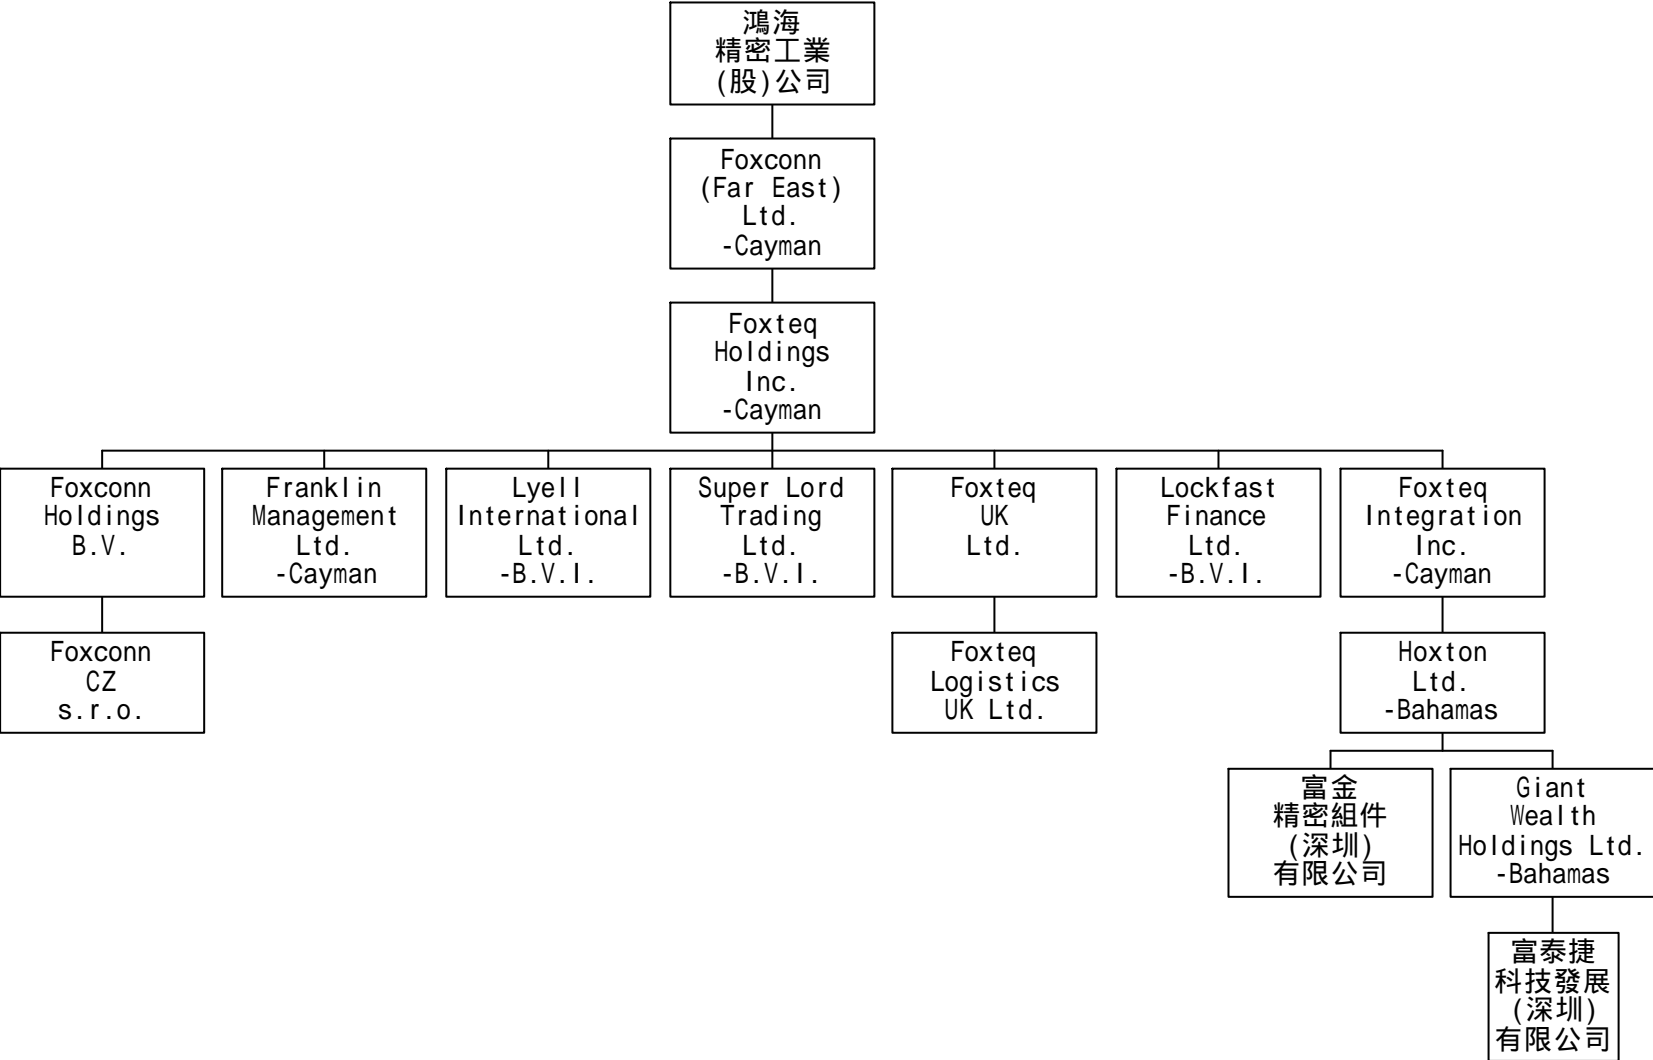 鴻海
精密工業
(股)公司
Foxconn
(Far East)
Ltd.
-Cayman
Foxteq
Holdings
Inc.
-Cayman
Foxconn
Holdings
B.V.
Franklin
Management
Ltd.
-Cayman
Lyell
International
Ltd.
-B.V.I.
Super Lord
Trading
Ltd.
-B.V.I.
Foxteq
UK
Ltd.
Lockfast
Finance
Ltd.
-B.V.I.
Foxteq
Integration
Inc.
-Cayman
Foxconn
CZ
s.r.o.
Foxteq
Logistics
UK Ltd.
Hoxton
Ltd.
-Bahamas
富金
精密組件
(深圳)
有限公司
Giant
Wealth
Holdings Ltd.
-Bahamas
富泰捷
科技發展
(深圳)
有限公司